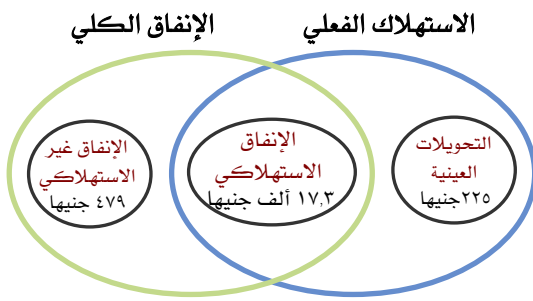 الاستهلاك الفعلي
الإنفاق الكلي
التحويلات
العينية
٢٢٥جنيها
الإنفاق
الاستهلاكي
١٧,٣ ألف جنيها
الإنفاق غير
الاستهلاكي
٤٧٩ جنيها